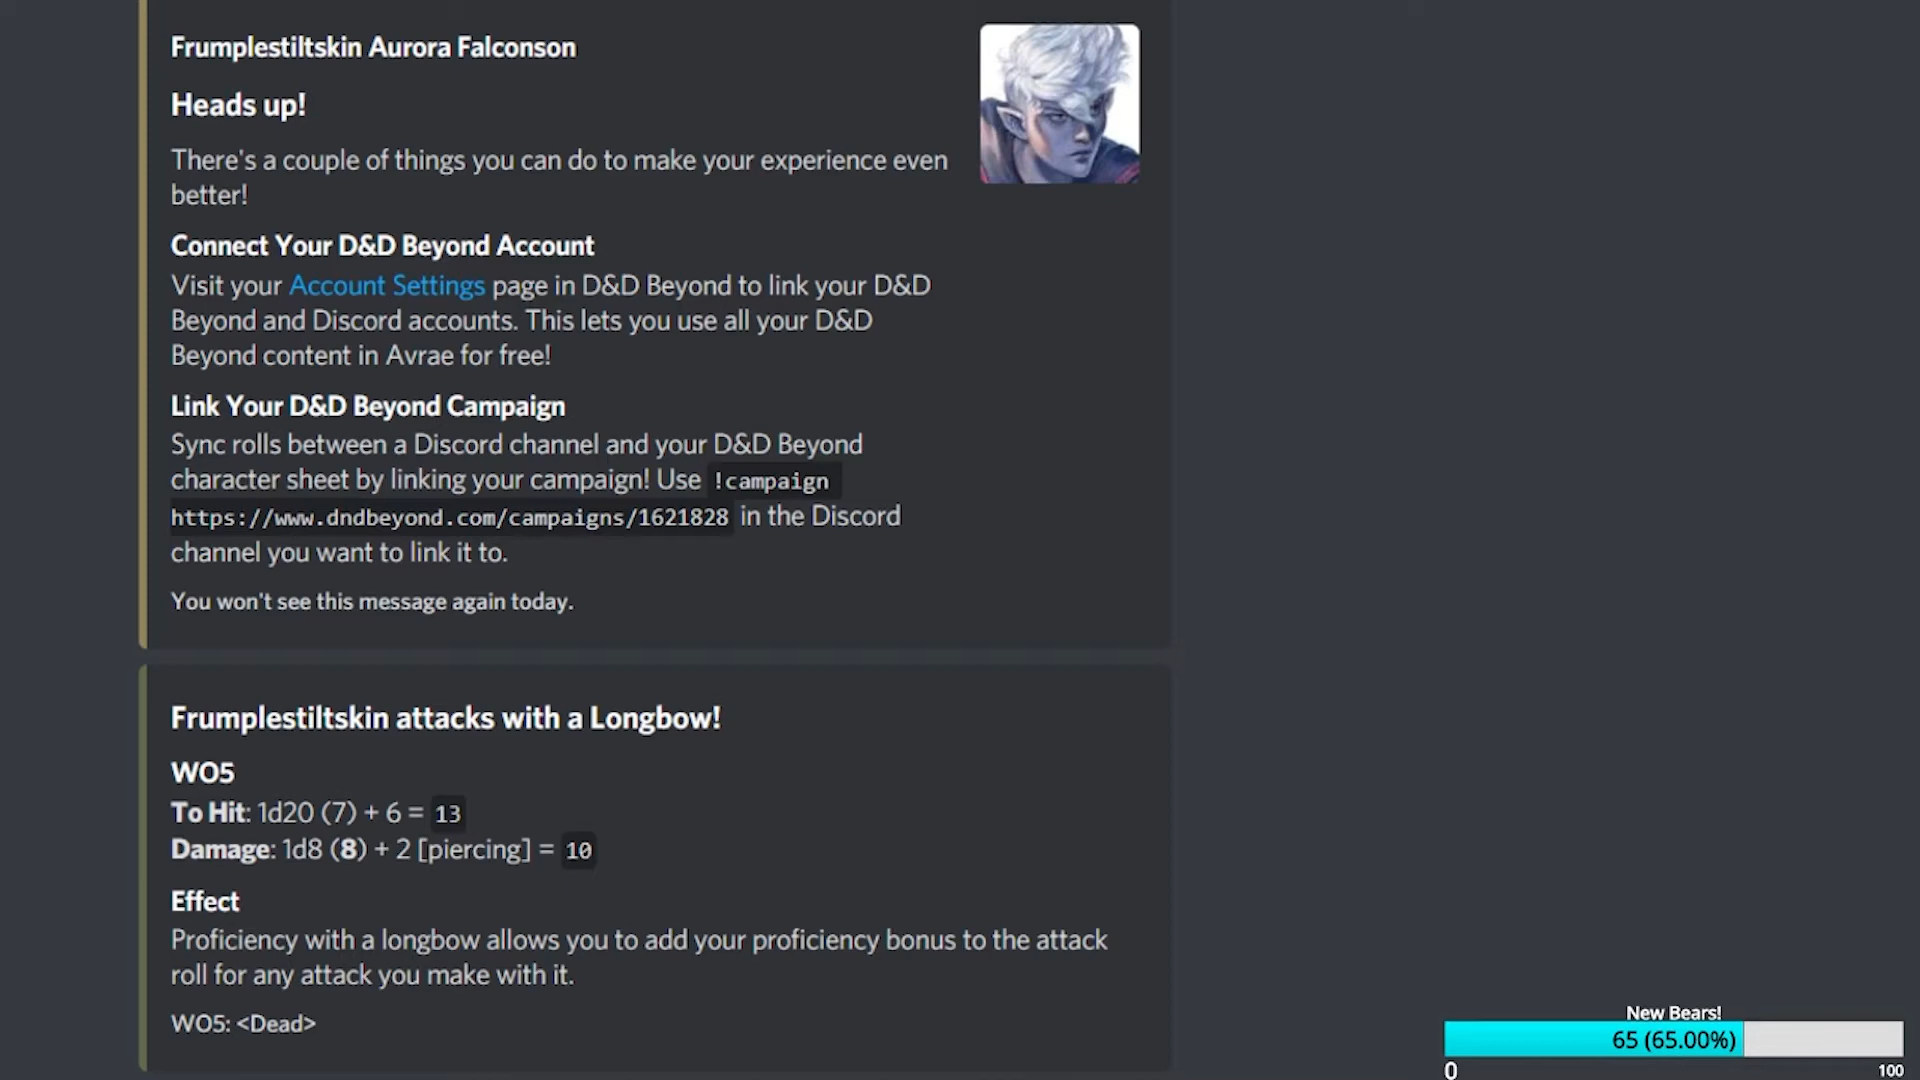 Frumplestiltskin Aurora Falconson
Heads up!
There's a couple of things you can do to make your experience even
better!
Connect Your D&D Beyond Account
Visit your Account Settings page in D&D Beyond to link your D&D
Beyond and Discord accounts. This lets you use all your D&D
Beyond content in Avrae for free!
Link Your D&D Beyond Campaign
Sync rolls between a Discord channel and your D&D Beyond
character sheet by linking your campaign! Use !campaign
https://www.dndbeyond.com/campaigns/1621828 in the Discord
channel you want to link it to.
You won't see this message again today.
Frumplestiltskin attacks with a Longbow!
WO5
To Hit: 1d20 (7) + 6 = 13
Damage: 1d8 (8) + 2 [piercing] = 10
Effect
Proficiency with a longbow allows you to add your proficiency bonus to the attack
roll for any attack you make with it.
WO5: <Dead>
New Bears!
65 (65.00%)
0 100